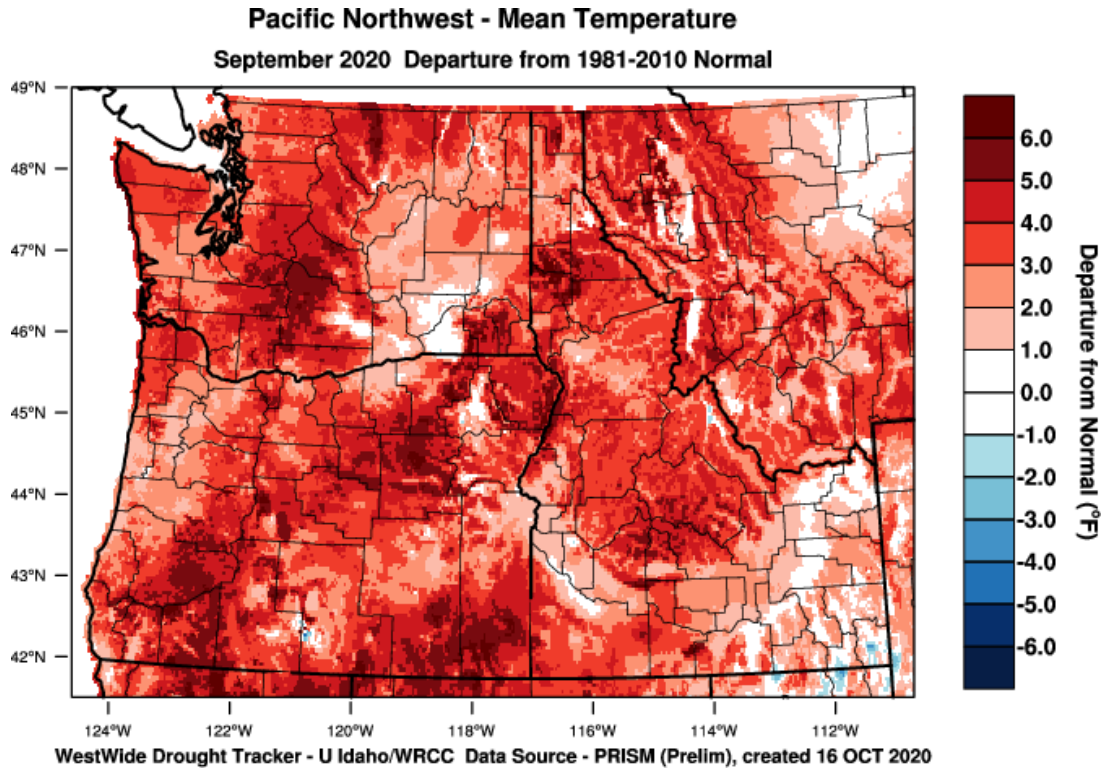 Pacific Northwest - Mean Temperature
September 2020 Departure from 1981-2010 Normal
49°N
48°N
47°N
46°N
45°N
44°N
43°N
42°N
124°W
122°W
120°W
118°W
116°W
114°W
112°W
6.0
5.0
4.0
3.0
2.0
1.0
0.0
-1.0
-2.0
-3.0
-4.0
-5.0
-6.0
Departure from Normal (°F)
WestWide Drought Tracker - U Idaho/WRCC Data Source - PRISM (Prelim), created 16 OCT 2020